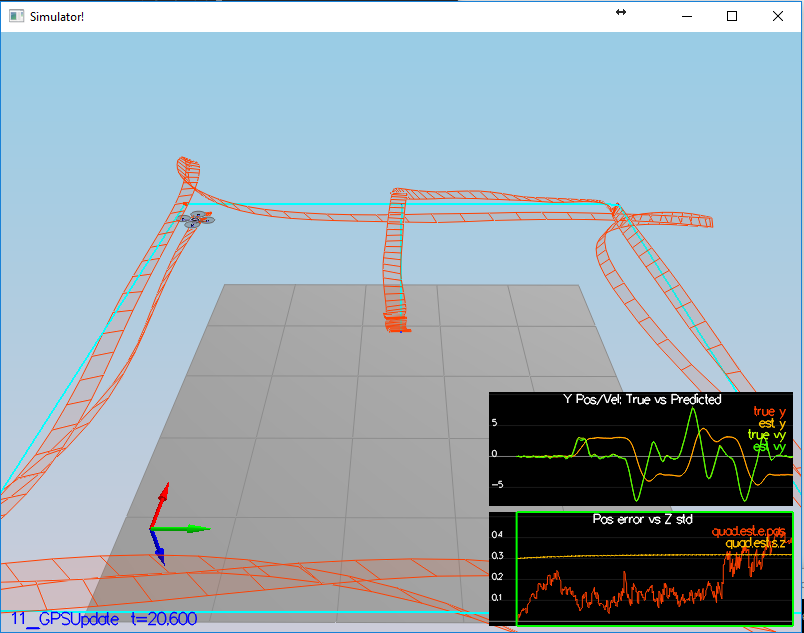 Simulator!
Y Pos/Vel: True vs Predicted
true y
est y
true vy
est vy
5
0
-5
Pos error vs Z std
quad.est.e.pos
quad.est.s.z
0.4
0.3
0.2
0.1
11_GPSUpdate t=20.600